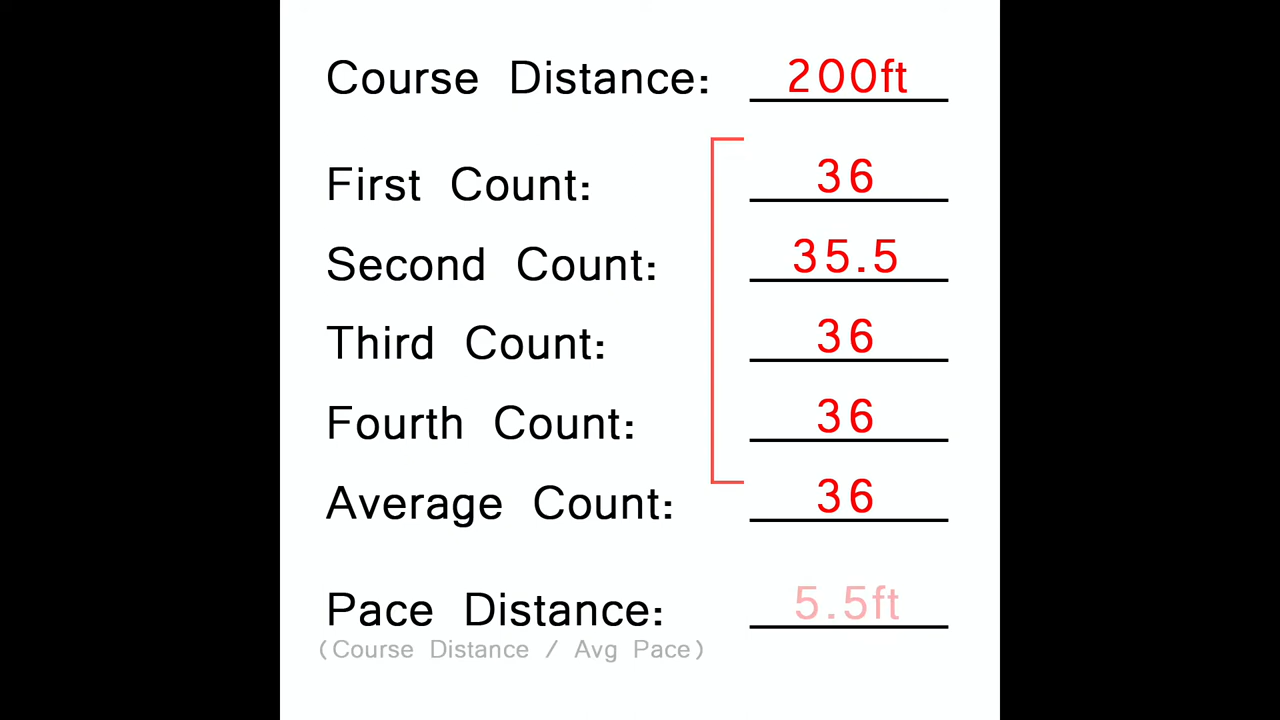 Course Distance: 200ft
First Count: 36
Second Count: 35.5
Third Count: 36
Fourth Count: 36
Average Count: 36
Pace Distance: 5.5ft
(Course Distance / Avg Pace)